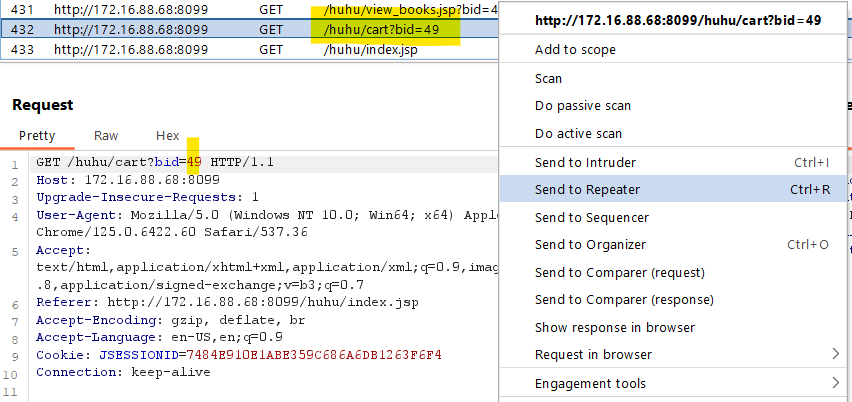 431 http://172.16.88.68:8099 GET /huhu/view_books.jsp?bid=4
432 http://172.16.88.68:8099 GET /huhu/cart?bid=49
433 http://172.16.88.68:8099 GET /huhu/index.jsp
Request
Pretty Raw Hex
1 GET /huhu/cart?bid=49 HTTP/1.1
2 Host: 172.16.88.68:8099
3 Upgrade-Insecure-Requests: 1
4 User-Agent: Mozilla/5.0 (Windows NT 10.0; Win64; x64) Apple
Chrome/125.0.6422.60 Safari/537.36
5 Accept:
text/html,application/xhtml+xml,application/xml;q=0.9,imag
.8,application/signed-exchange;v=b3;q=0.7
6 Referer: http://172.16.88.68:8099/huhu/index.jsp
7 Accept-Encoding: gzip, deflate, br
8 Accept-Language: en-US,en;q=0.9
9 Cookie: JSESSIONID=7484E910E1ABE359C686A6DB1263F6F4
10 Connection: keep-alive
11
http://172.16.88.68:8099/huhu/cart?bid=49
Add to scope
Scan
Do passive scan
Do active scan
Send to Intruder Ctrl+I
Send to Repeater Ctrl+R
Send to Sequencer
Send to Organizer Ctrl+O
Send to Comparer (request)
Send to Comparer (response)
Show response in browser
Request in browser
Engagement tools